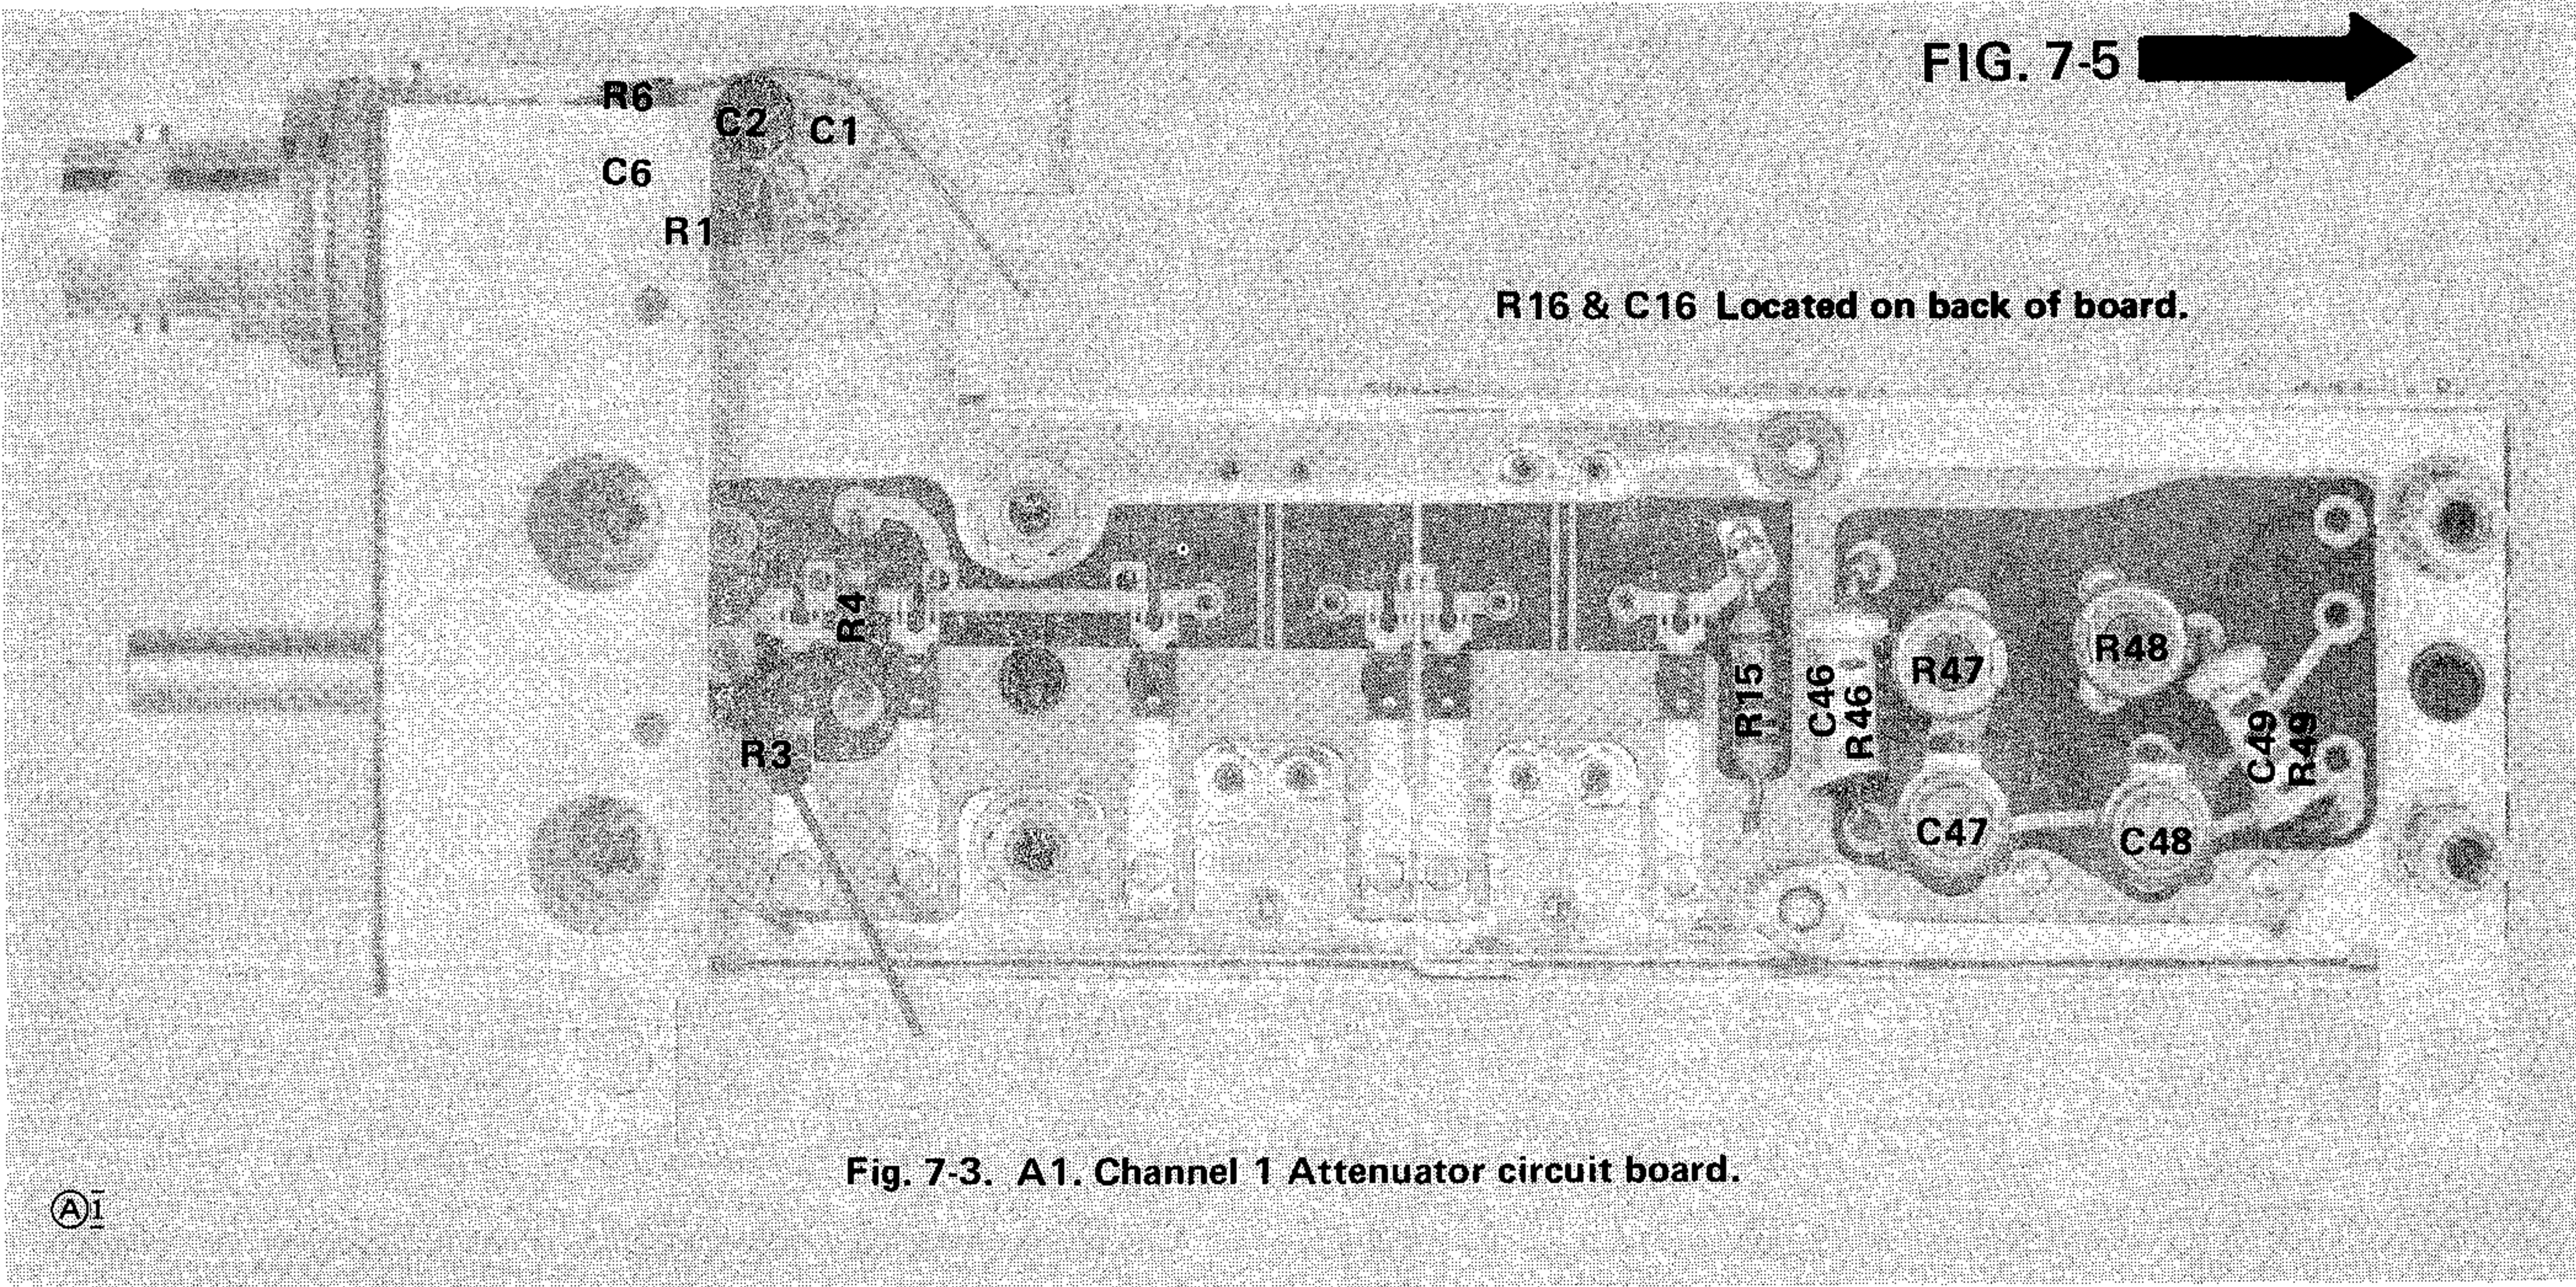 FIG. 7-5
R6
C2
C1
C6
R1
R16 & C16 Located on back of board.
R4
R3
R15
C46
R46
R47
R48
C49
R49
C47
C48
Fig. 7-3. A1. Channel 1 Attenuator circuit board.
A1